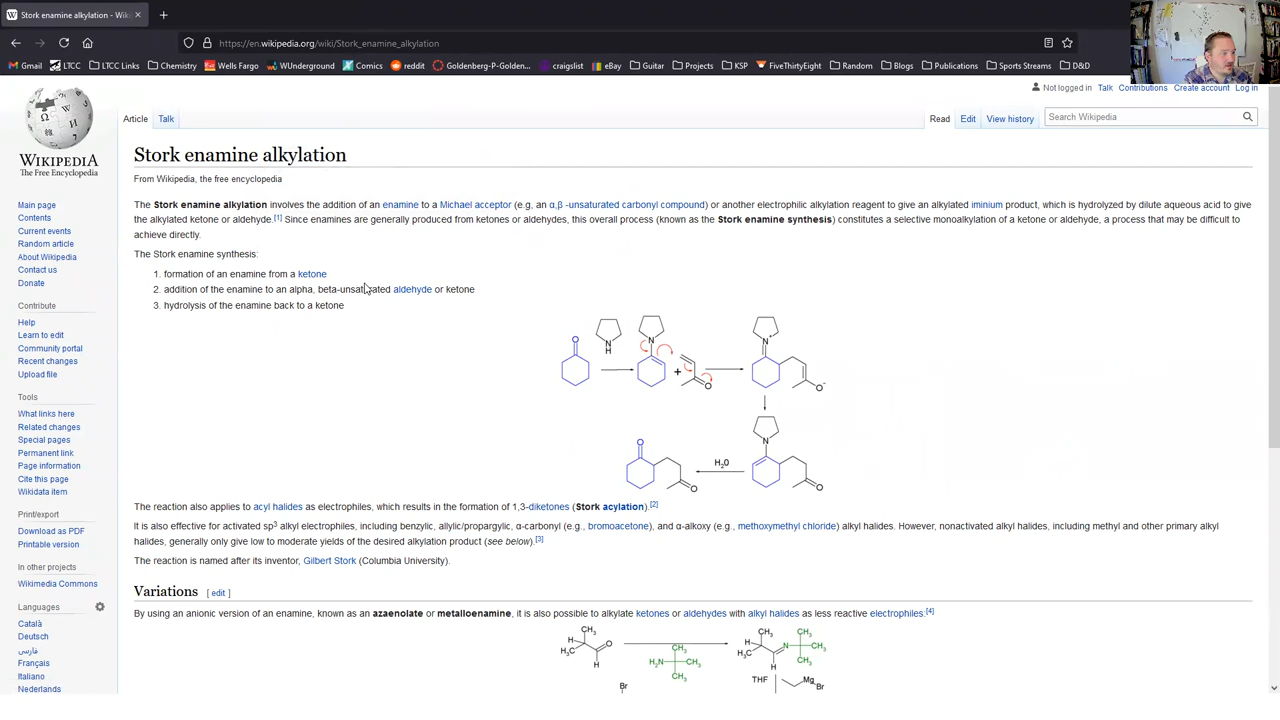 Stork enamine alkylation - Wiki
https://en.wikipedia.org/wiki/Stork_enamine_alkylation
Gmail LTCC LTCC Links Chemistry Wells Fargo WUnderground Comics reddit Goldenberg-P-Golden... craigslist eBay Guitar Projects KSP FiveThirtyEight Random Blogs Publications Sports Streams D&D
Not logged in Talk Contributions Create account Log in
Article Talk Read Edit View history Search Wikipedia
WIKIPEDIA
The Free Encyclopedia
Main page
Contents
Current events
Random article
About Wikipedia
Contact us
Donate
Contribute
Help
Learn to edit
Community portal
Recent changes
Upload file
Tools
What links here
Related changes
Special pages
Permanent link
Page information
Cite this page
Wikidata item
Print/export
Download as PDF
Printable version
In other projects
Wikimedia Commons
Languages
Català
Deutsch
فارسی
Français
Italiano
Nederlands
Stork enamine alkylation
From Wikipedia, the free encyclopedia
The Stork enamine alkylation involves the addition of an enamine to a Michael acceptor (e.g, an α,β -unsaturated carbonyl compound) or another electrophilic alkylation reagent to give an alkylated iminium product, which is hydrolyzed by dilute aqueous acid to give
the alkylated ketone or aldehyde.[1] Since enamines are generally produced from ketones or aldehydes, this overall process (known as the Stork enamine synthesis) constitutes a selective monoalkylation of a ketone or aldehyde, a process that may be difficult to
achieve directly.
The Stork enamine synthesis:
1. formation of an enamine from a ketone
2. addition of the enamine to an alpha, beta-unsaturated aldehyde or ketone
3. hydrolysis of the enamine back to a ketone
O
N
H
N
+
O
N+
O-
N
O
H2O
O
O
The reaction also applies to acyl halides as electrophiles, which results in the formation of 1,3-diketones (Stork acylation).[2]
It is also effective for activated sp3 alkyl electrophiles, including benzylic, allylic/propargylic, α-carbonyl (e.g., bromoacetone), and α-alkoxy (e.g., methoxymethyl chloride) alkyl halides. However, nonactivated alkyl halides, including methyl and other primary alkyl
halides, generally only give low to moderate yields of the desired alkylation product (see below).[3]
The reaction is named after its inventor, Gilbert Stork (Columbia University).
Variations [ edit ]
By using an anionic version of an enamine, known as an azaenolate or metalloenamine, it is also possible to alkylate ketones or aldehydes with alkyl halides as less reactive electrophiles:[4]
CH3
H
H3C
O
H
CH3
H2N
CH3
CH3
CH3
H
H3C
N
H
CH3
CH3
CH3
THF
Mg
Br
Br